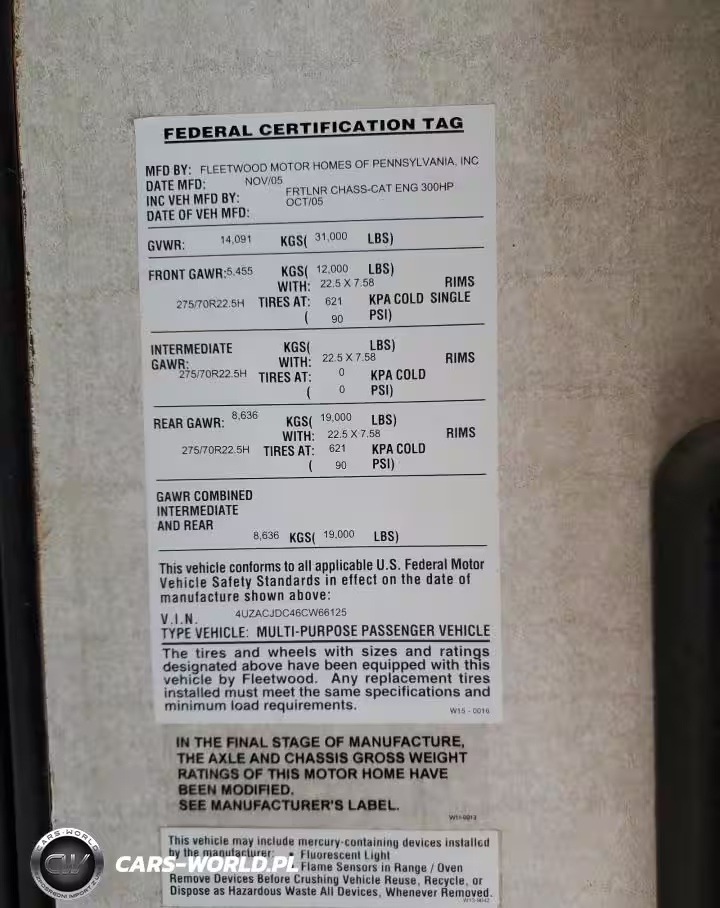 FEDERAL CERTIFICATION TAG
MFD BY: FLEETWOOD MOTOR HOMES OF PENNSYLVANIA, INC
DATE MFD: NOV/05
INC VEH MFD BY: FRTLNR CHASS-CAT ENG 300HP
DATE OF VEH MFD: OCT/05
GVWR: 14,091 KGS( 31,000 LBS)
FRONT GAWR: 5,455 KGS( 12,000 LBS)
WITH: 22.5 X 7.58 RIMS
275/70R22.5H TIRES AT: 621 KPA COLD SINGLE
( 90 PSI)
INTERMEDIATE KGS( LBS)
GAWR: WITH: 22.5 X 7.58 RIMS
275/70R22.5H TIRES AT: 0 KPA COLD
( 0 PSI)
REAR GAWR: 8,636 KGS( 19,000 LBS)
WITH: 22.5 X 7.58 RIMS
275/70R22.5H TIRES AT: 621 KPA COLD
( 90 PSI)
GAWR COMBINED
INTERMEDIATE
AND REAR
8,636 KGS( 19,000 LBS)
This vehicle conforms to all applicable U.S. Federal Motor
Vehicle Safety Standards in effect on the date of
manufacture shown above:
V.I.N. 4UZACJDC46CW66125
TYPE VEHICLE: MULTI-PURPOSE PASSENGER VEHICLE
The tires and wheels with sizes and ratings
designated above have been equipped with this
vehicle by Fleetwood. Any replacement tires
installed must meet the same specifications and
minimum load requirements.
W15 - 0016
IN THE FINAL STAGE OF MANUFACTURE,
THE AXLE AND CHASSIS GROSS WEIGHT
RATINGS OF THIS MOTOR HOME HAVE
BEEN MODIFIED.
SEE MANUFACTURER'S LABEL.
This vehicle may include mercury-containing devices installed
by the manufacturer: • Fluorescent Light
Flame Sensors in Range / Oven
Remove Devices Before Crushing Vehicle Reuse, Recycle, or
Dispose as Hazardous Waste All Devices, Whenever Removed.
W15-0042
CARS-WORLD
CW
CARS-WORLD.PL